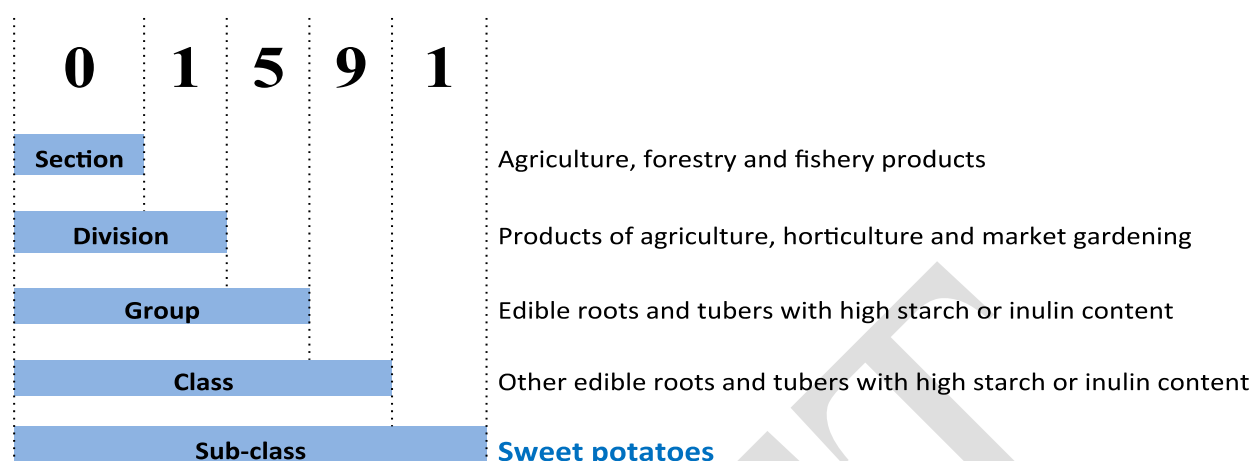 0 1 5 9 1
Section Agriculture, forestry and fishery products
Division Products of agriculture, horticulture and market gardening
Group Edible roots and tubers with high starch or inulin content
Class Other edible roots and tubers with high starch or inulin content
Sub-class Sweet potatoes